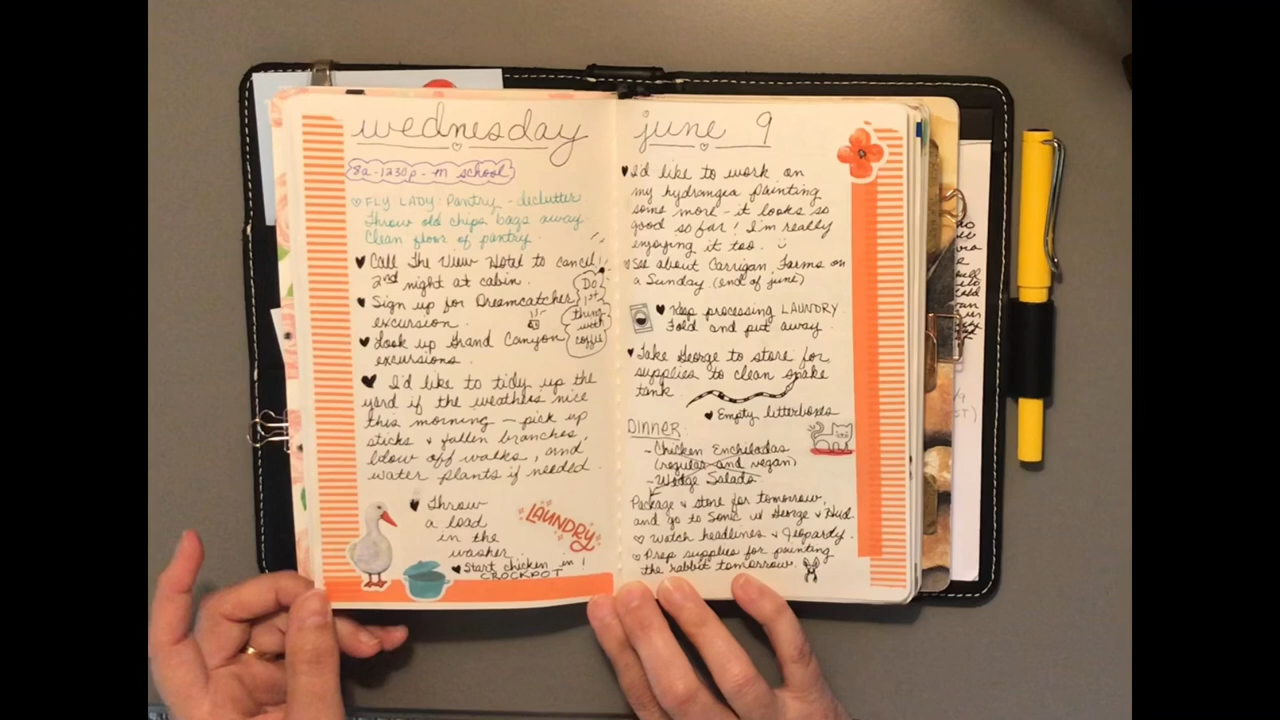 wednesday
8a-1230p - m school
FLY LADY: Pantry - declutter
Throw old chips bags away.
Clean floor of pantry.
Call The View Hotel to cancel
2nd night at cabin.
Sign up for Dreamcatcher
excursion.
Look up Grand Canyon
excursions.
Do
1st
thing
with
coffee
I'd like to tidy up the
yard if the weathers nice
this morning - pick up
sticks & fallen branches,
blow off walks, and
water plants if needed.
Throw
a load
in the
washer.
LAUNDRY
Start chicken in
CROCKPOT!
june 9
I'd like to work on
my hydrangea painting
some more - it looks so
good so far! I'm really
enjoying it too.
See about Carrigan Farms on
a Sunday. (end of june)
Keep processing LAUNDRY.
Fold and put away.
Take George to store for
supplies to clean snake
tank.
Empty litterboxes
DINNER:
- Chicken Enchiladas
(regular and vegan)
- Wedge Salads
Package & store for tomorrow,
and go to Sonic w/ George & Bud.
Watch headlines & Jeopardy.
Prep supplies for painting
the rabbit tomorrow.